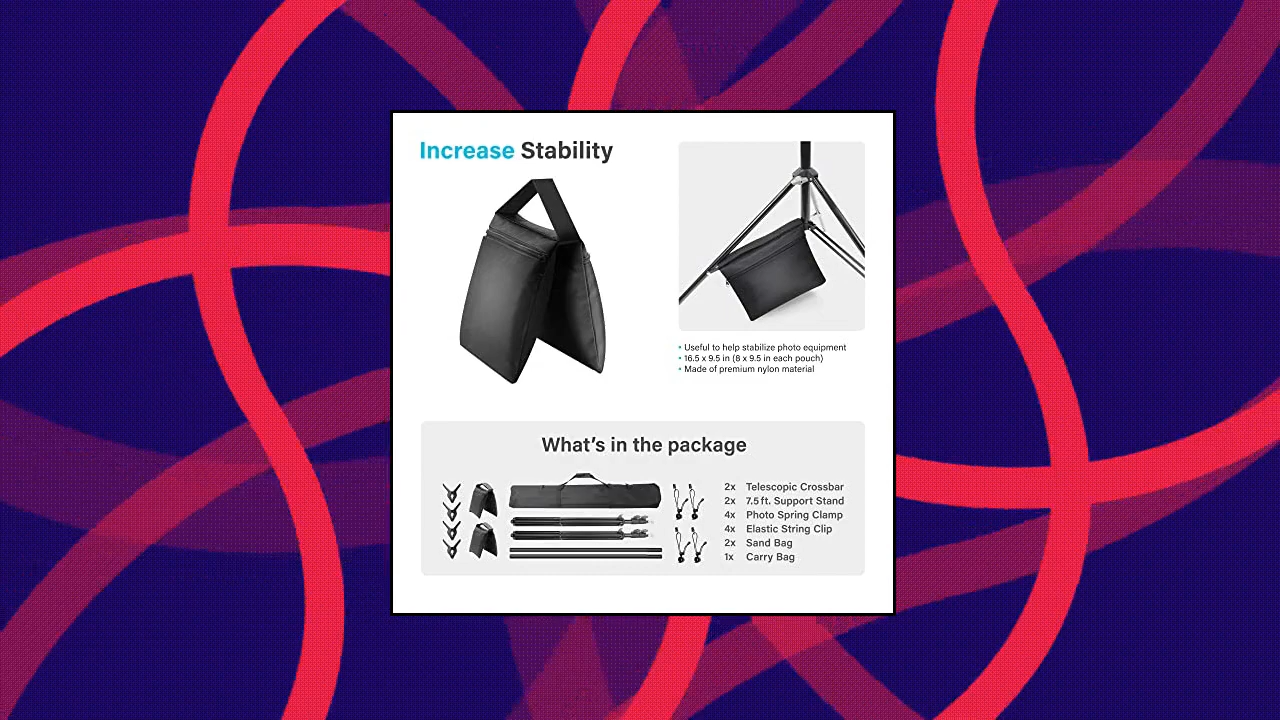 Increase Stability
• Useful to help stabilize photo equipment
• 16.5 x 9.5 in (8 x 9.5 in each pouch)
• Made of premium nylon material
What's in the package
2x Telescopic Crossbar
2x 7.5 ft. Support Stand
4x Photo Spring Clamp
4x Elastic String Clip
2x Sand Bag
1x Carry Bag